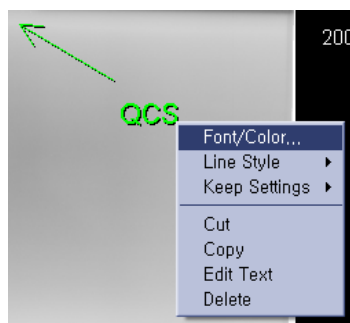 200
QCS
Font/Color...
Line Style
Keep Settings
Cut
Copy
Edit Text
Delete